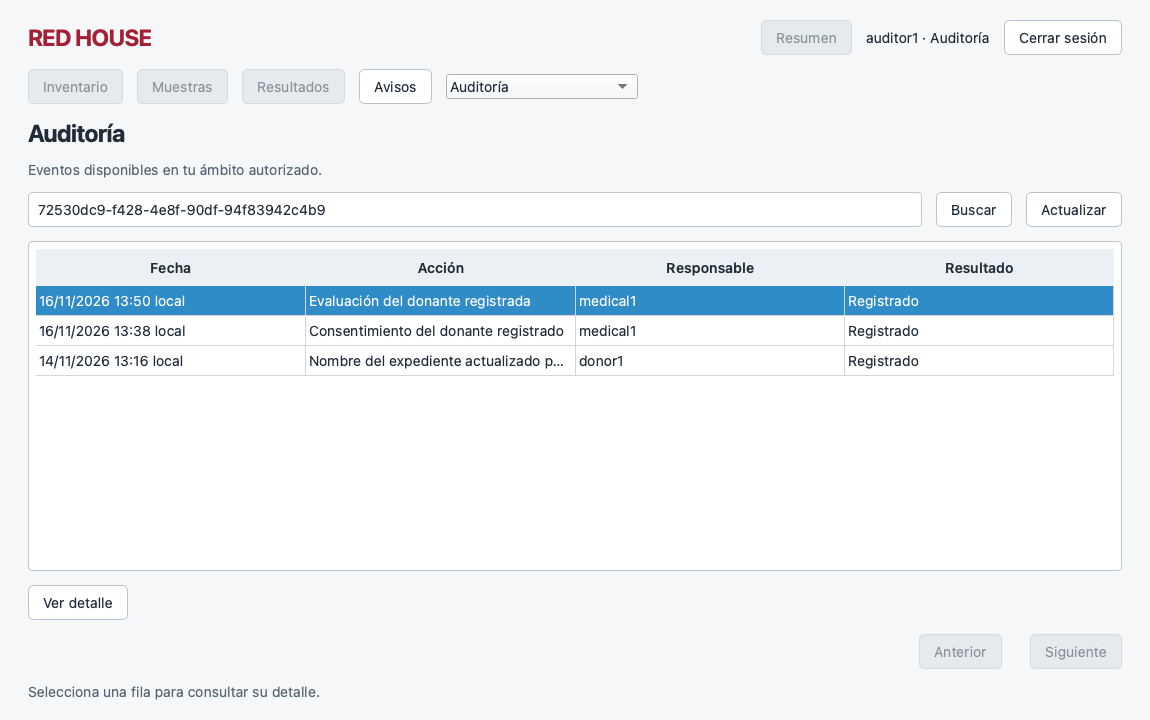 RED HOUSE
Resumen
auditor1 · Auditoría
Cerrar sesión
Inventario
Muestras
Resultados
Avisos
Auditoría
Auditoría
Eventos disponibles en tu ámbito autorizado.
72530dc9-f428-4e8f-90df-94f83942c4b9
Buscar
Actualizar
Fecha Acción Responsable Resultado
16/11/2026 13:50 local Evaluación del donante registrada medical1 Registrado
16/11/2026 13:38 local Consentimiento del donante registrado medical1 Registrado
14/11/2026 13:16 local Nombre del expediente actualizado p... donor1 Registrado
Ver detalle
Anterior
Siguiente
Selecciona una fila para consultar su detalle.